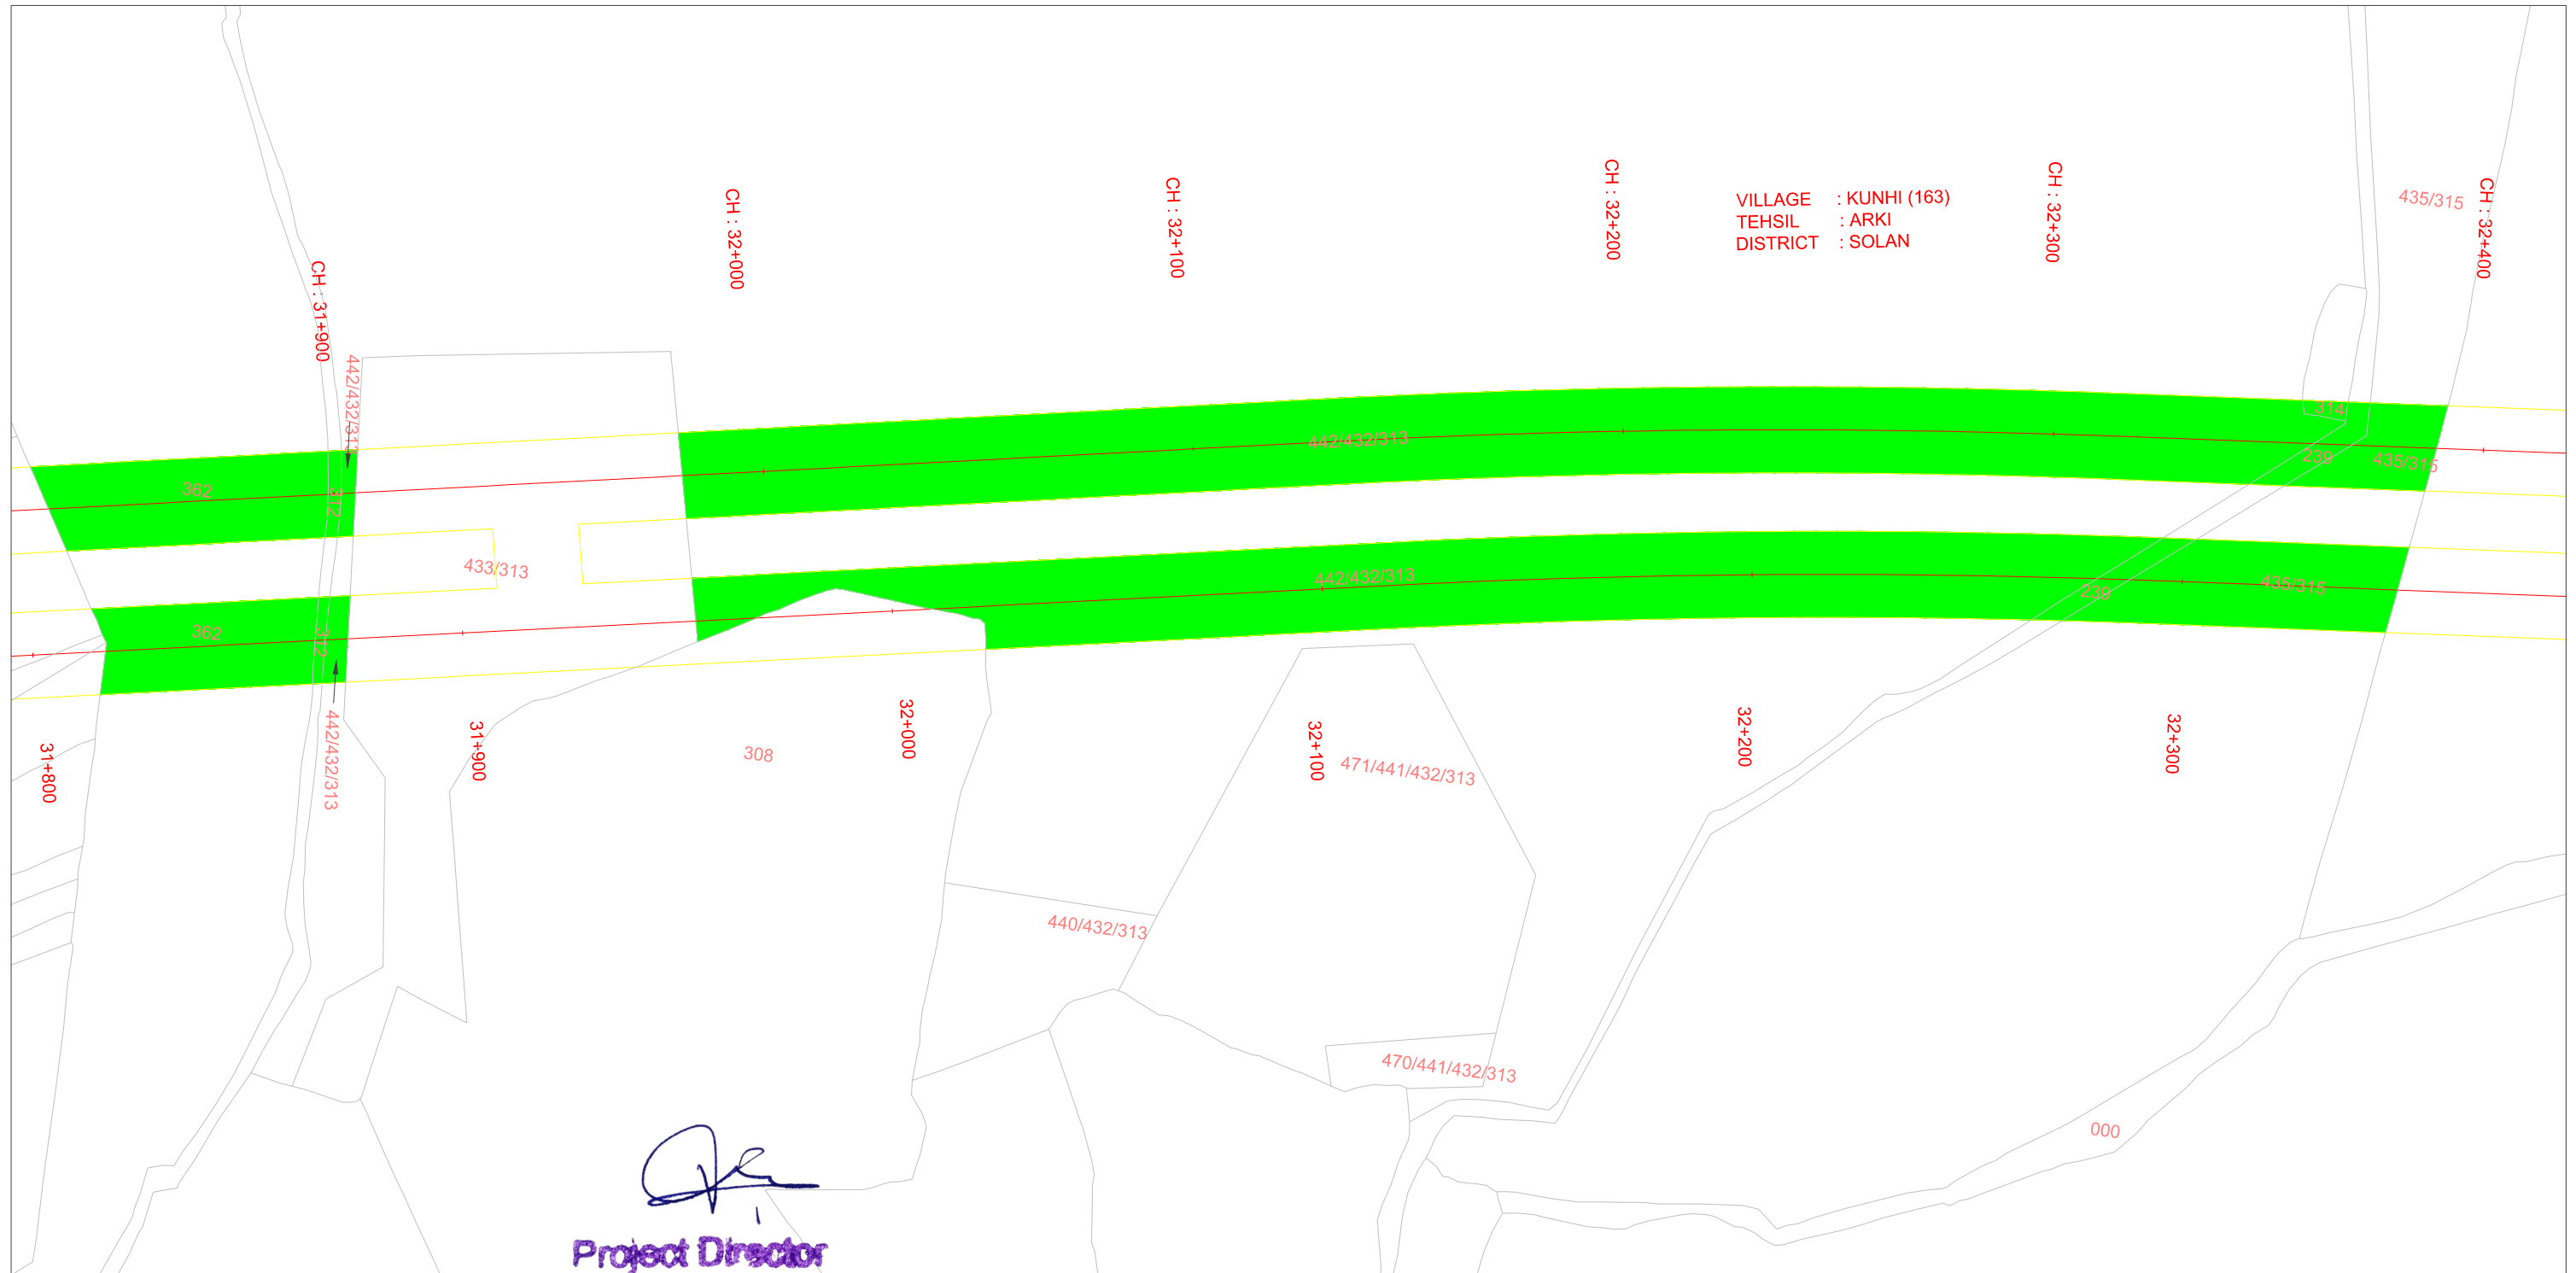 CH : 31+900
CH : 32+000
CH : 32+100
CH : 32+200
CH : 32+300
CH : 32+400
VILLAGE : KUNHI (163)
TEHSIL : ARKI
DISTRICT : SOLAN
435/315
442/432/313
362
312
442/432/313
314
239
435/315
433/313
362
312
442/432/313
239
435/315
442/432/313
31+800
31+900
32+000
32+100
32+200
32+300
308
471/441/432/313
440/432/313
470/441/432/313
000
Project Director